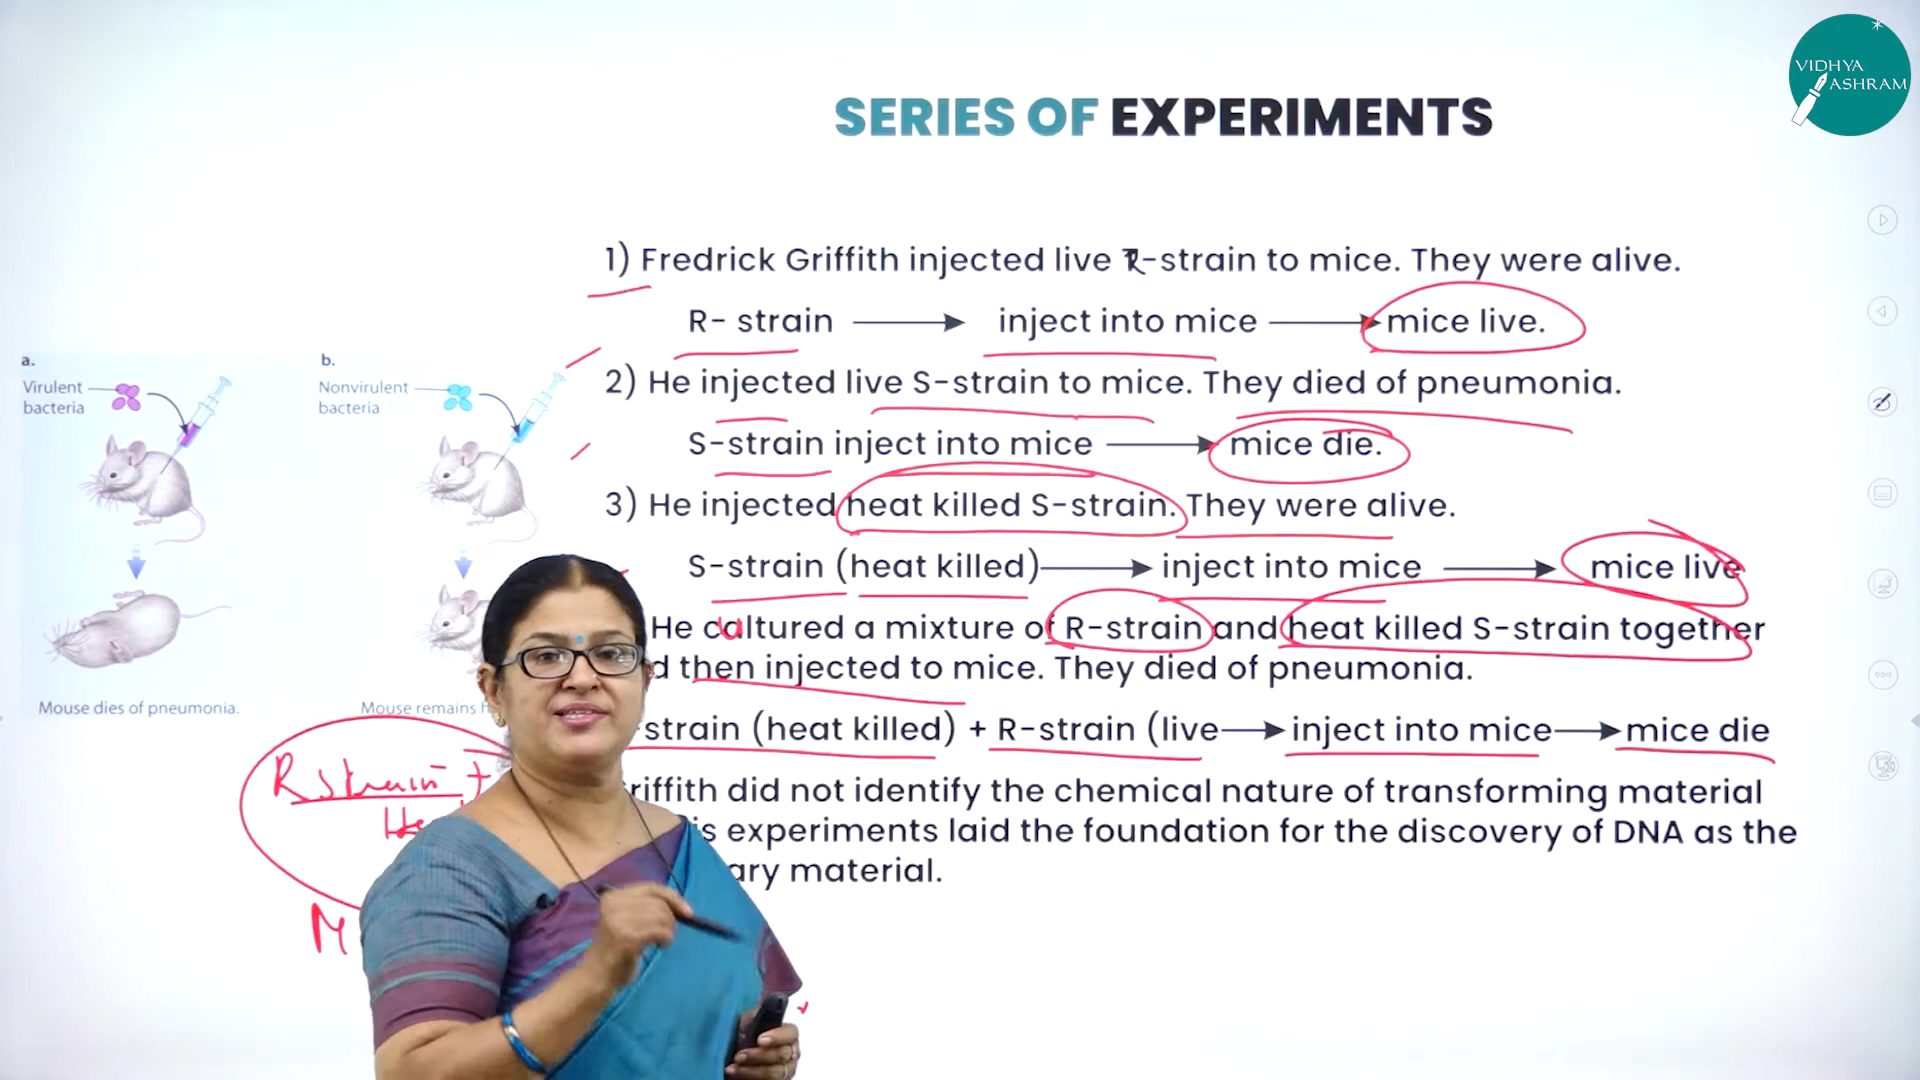 VIDHYA
ASHRAM
SERIES OF EXPERIMENTS
1) Fredrick Griffith injected live R-strain to mice. They were alive.
R- strain inject into mice mice live.
2) He injected live S-strain to mice. They died of pneumonia.
S-strain inject into mice mice die.
3) He injected heat killed S-strain. They were alive.
S-strain (heat killed) inject into mice mice live
He cultured a mixture of R-strain and heat killed S-strain together
then injected to mice. They died of pneumonia.
strain (heat killed) + R-strain (live inject into mice mice die
riffith did not identify the chemical nature of transforming material
is experiments laid the foundation for the discovery of DNA as the
ary material.
a.
Virulent
bacteria
Mouse dies of pneumonia.
b.
Nonvirulent
bacteria
Mouse remains h
R strain +
He
M